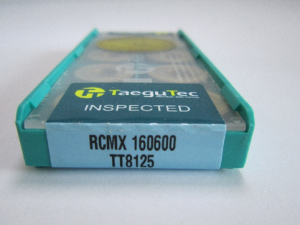 TaeguTec
INSPECTED
RCMX 160600
TT8125